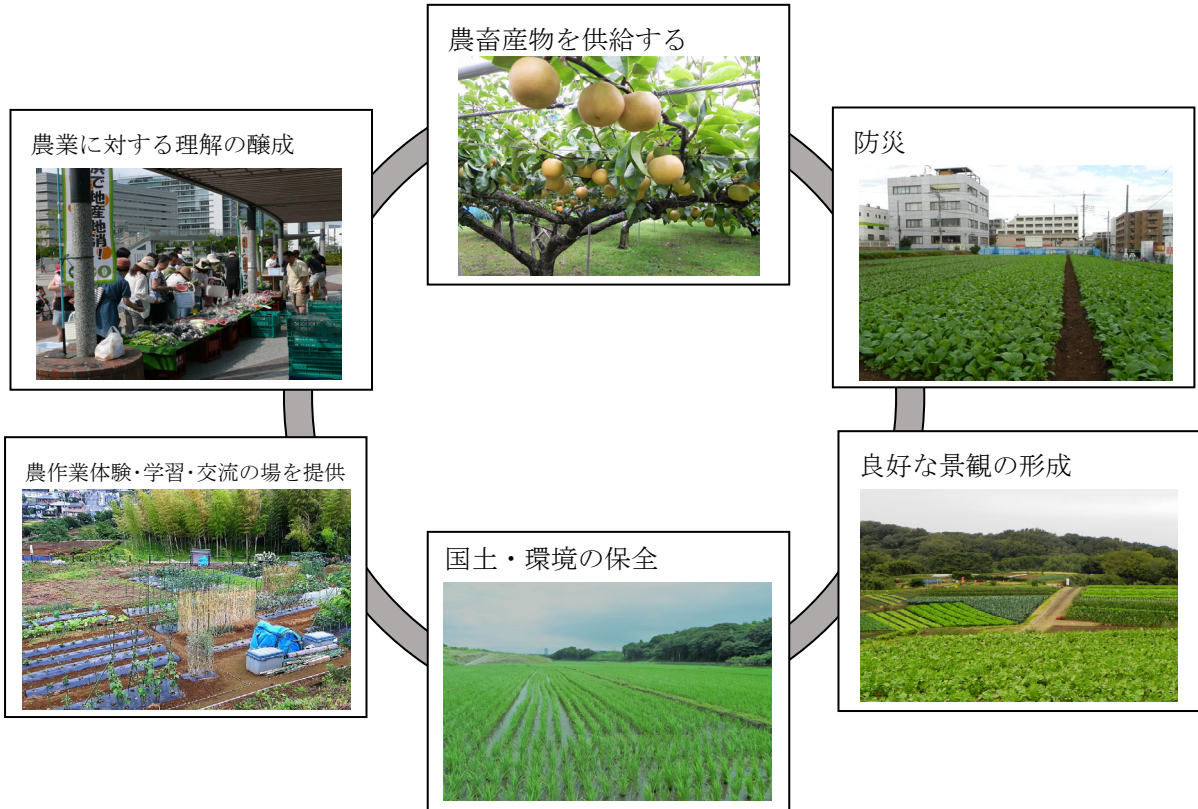 農畜産物を供給する
農業に対する理解の醸成
で地産地消!
防災
農作業体験・学習・交流の場を提供
良好な景観の形成
国土・環境の保全